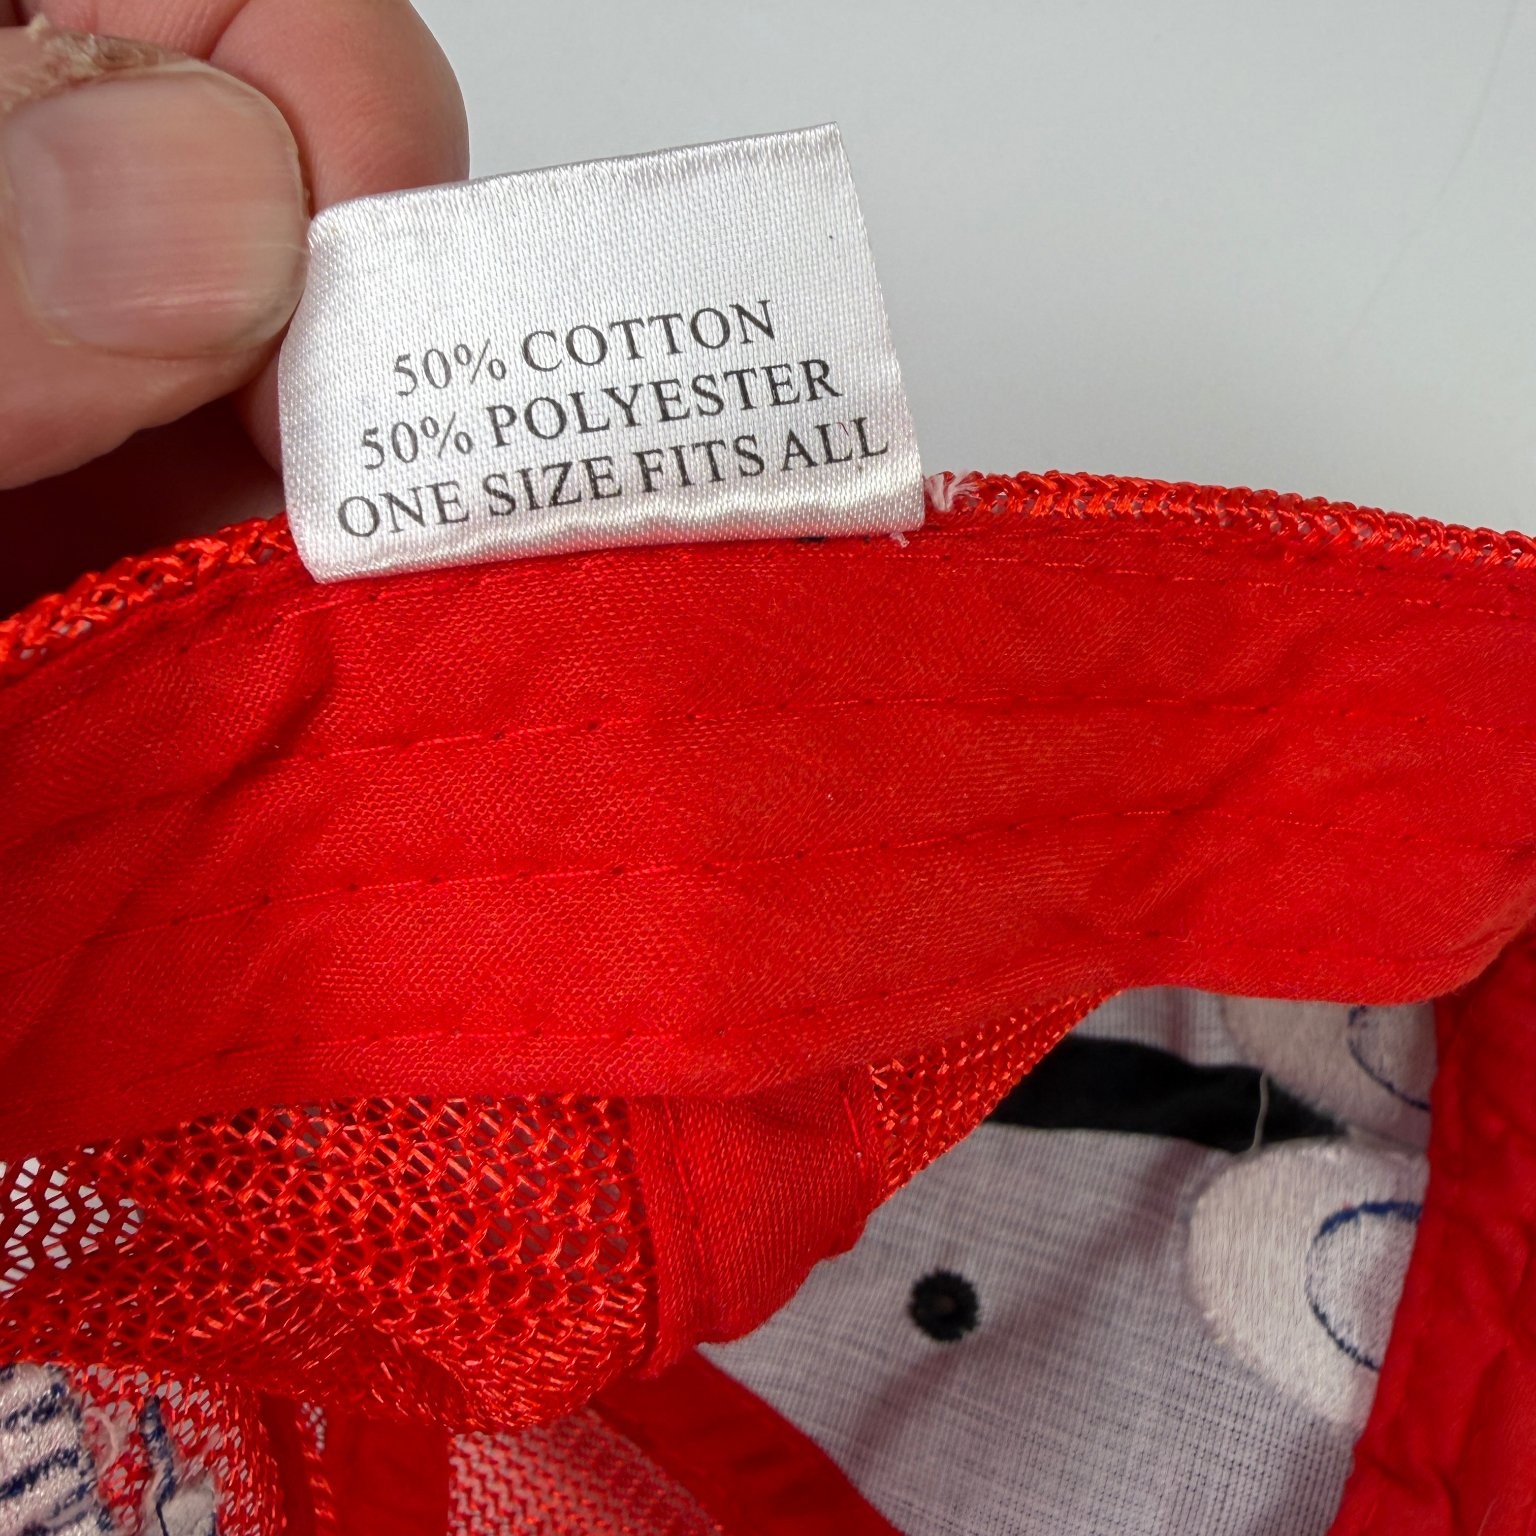 50% COTTON
50% POLYESTER
ONE SIZE FITS ALL